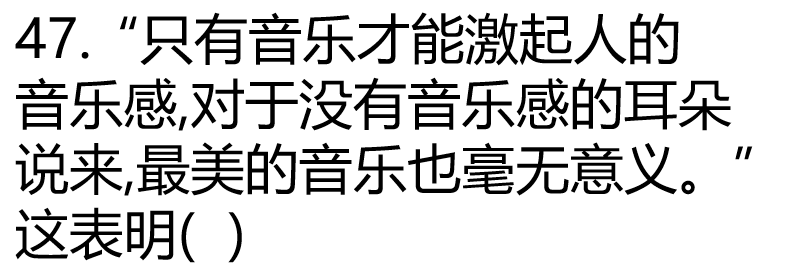 47.“只有音乐才能激起人的
音乐感,对于没有音乐感的耳朵
说来,最美的音乐也毫无意义。”
这表明(  )